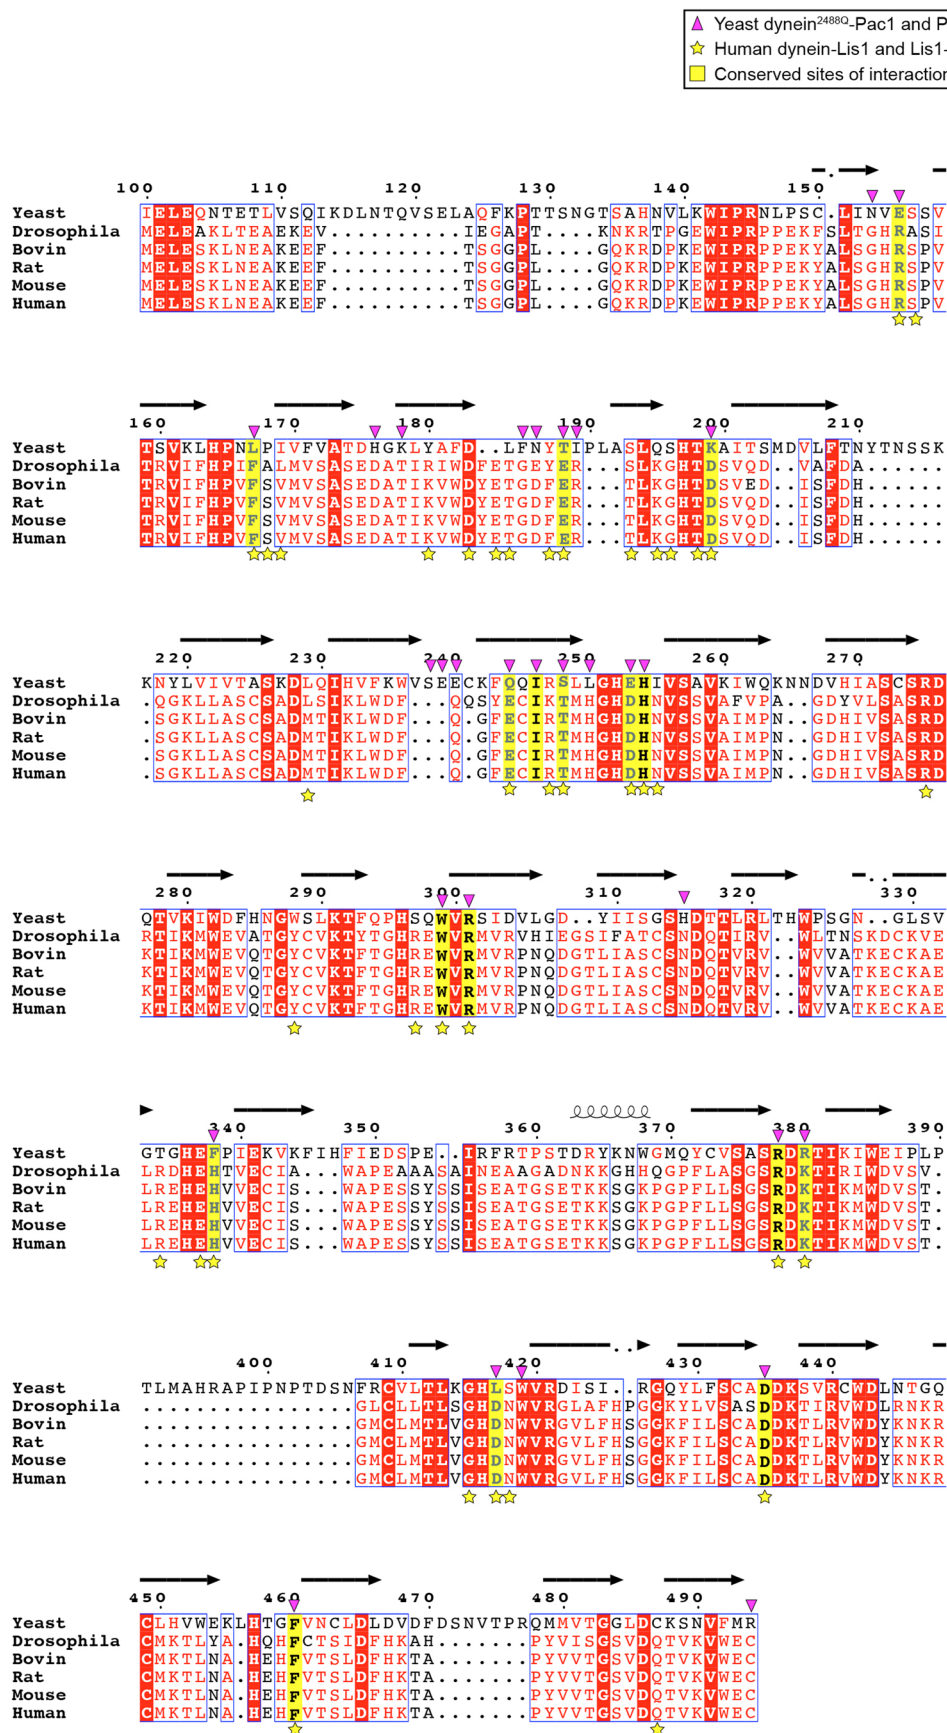 Yeast dynein2488Q-Pac1 and P
Human dynein-Lis1 and Lis1-
Conserved sites of interaction
100 110 120 130 140 150
Yeast IELEQNTETLVSQIKDLNTQVSELAQFKPTTSNGTSAHNVLKWIPRNLPSC.LINVESSV
Drosophila MELEAKLTEAEKEV..........IEGAPT....KNKRTPGEWIPRPPEKFSLTGHRASI
Bovin MELESKLNEAKEEF..........TSGGPL....GQKRDPKEWIPRPPEKYALSGHRSPV
Rat MELESKLNEAKEEF..........TSGGPL....GQKRDPKEWIPRPPEKYALSGHRSPV
Mouse MELESKLNEAKEEF..........TSGGPL....GQKRDPKEWIPRPPEKYALSGHRSPV
Human MELESKLNEAKEEF..........TSGGPL....GQKRDPKEWIPRPPEKYALSGHRSPV
160 170 180 190 200 210
Yeast TSVKLHPNLPIVFVATDHGKLYAFD..LFNYTIPLASLQSHTKAITSMDVLFTNYTNSSK
Drosophila TRVIFHPIFALMVSASEDATIKIWDFETGEYER...SLKGHTDSVQD..VAFDA......
Bovin TRVIFHPVFSVMVSASEDATIKVWDYETGDFER...TLKGHTDSVED..ISFDH......
Rat TRVIFHPVFSVMVSASEDATIKVWDYETGDFER...TLKGHTDSVQD..ISFDH......
Mouse TRVIFHPVFSVMVSASEDATIKVWDYETGDFER...TLKGHTDSVQD..ISFDH......
Human TRVIFHPVFSVMVSASEDATIKVWDYETGDFER...TLKGHTDSVQD..ISFDH......
220 230 240 250 260 270
Yeast KNYLVIVTASKDLQIHVFKWVSEECKFQQIRSLLGHEHIVSAVKIWQKNNDVHIASCSRD
Drosophila .QGKLLASCSADLSIKLWDF...QQSYECIKTMHGHDHNVSSVAFVPA..GDYVLSASRD
Bovin .SGKLLASCSADMTIKLWDF...Q.GFECIRTMHGHDHNVSSVAIMPN..GDHIVSASRD
Rat .SGKLLASCSADMTIKLWDF...Q.GFECIRTMHGHDHNVSSVAIMPN..GDHIVSASRD
Mouse .SGKLLASCSADMTIKLWDF...Q.GFECIRTMHGHDHNVSSVAIMPN..GDHIVSASRD
Human .SGKLLASCSADMTIKLWDF...Q.GFECIRTMHGHDHNVSSVAIMPN..GDHIVSASRD
280 290 300 310 320 330
Yeast QTVKIWDFHNGWSLKTFQPHSQWVRSIDVLGD..YIISGSHDTTLRLTHWPSGN..GLSV
Drosophila RTIKMWEVATGYCVKTYTGHREWVRMVRVHIEGSIFATCSNDQTIRV..WLTNSKDCKVE
Bovin KTIKMWEVQTGYCVKTFTGHREWVRMVRPNQDGTLIASCSNDQTVRV..WVVATKECKAE
Rat KTIKMWEVQTGYCVKTFTGHREWVRMVRPNQDGTLIASCSNDQTVRV..WVVATKECKAE
Mouse KTIKMWEVQTGYCVKTFTGHREWVRMVRPNQDGTLIASCSNDQTVRV..WVVATKECKAE
Human KTIKMWEVQTGYCVKTFTGHREWVRMVRPNQDGTLIASCSNDQTVRV..WVVATKECKAE
340 350 360 370 380 390
Yeast GTGHEFPIEKVKFIHFIEDSPE..IRFRTPSTDRYKNWGMQYCVSASRDRTIKIWEIPLP
Drosophila LRDHEHTVECIA...WAPEAAASAINEAAGADNKKGHHQGPFLASGSRDKTIRIWDVSV.
Bovin LREHEHVVECIS...WAPESSYSSISEATGSETKKSGKPGPFLLSGSRDKTIKMWDVST.
Rat LREHEHVVECIS...WAPESSYSSISEATGSETKKSGKPGPFLLSGSRDKTIKMWDVST.
Mouse LREHEHVVECIS...WAPESSYSSISEATGSETKKSGKPGPFLLSGSRDKTIKMWDVST.
Human LREHEHVVECIS...WAPESSYSSISEATGSETKKSGKPGPFLLSGSRDKTIKMWDVST.
400 410 420 430 440
Yeast TLMAHRAPIPNPTDSNFRCVLTLKGHLSWVRDISI..RGQYLFSCADDKSVRCWDLNTGQ
Drosophila ................GLCLLTLSGHDNWVRGLAFHPGGKYLVSASDDKTIRVWDLRNKR
Bovin ................GMCLMTLVGHDNWVRGVLFHSGGKFILSCADDKTLRVWDYKNKR
Rat ................GMCLMTLVGHDNWVRGVLFHSGGKFILSCADDKTLRVWDYKNKR
Mouse ................GMCLMTLVGHDNWVRGVLFHSGGKFILSCADDKTLRVWDYKNKR
Human ................GMCLMTLVGHDNWVRGVLFHSGGKFILSCADDKTLRVWDYKNKR
450 460 470 480 490
Yeast CLHVWEKLHTGFVNCLDLDVDFDSNVTPRQMMVTGGLDCKSNVFMR
Drosophila CMKTLYA.HQHFCTSIDFHKAH.......PYVISGSVDQTVKVWEC
Bovin CMKTLNA.HEHFVTSLDFHKTA.......PYVVTGSVDQTVKVWEC
Rat CMKTLNA.HEHFVTSLDFHKTA.......PYVVTGSVDQTVKVWEC
Mouse CMKTLNA.HEHFVTSLDFHKTA.......PYVVTGSVDQTVKVWEC
Human CMKTLNA.HEHFVTSLDFHKTA.......PYVVTGSVDQTVKVWEC